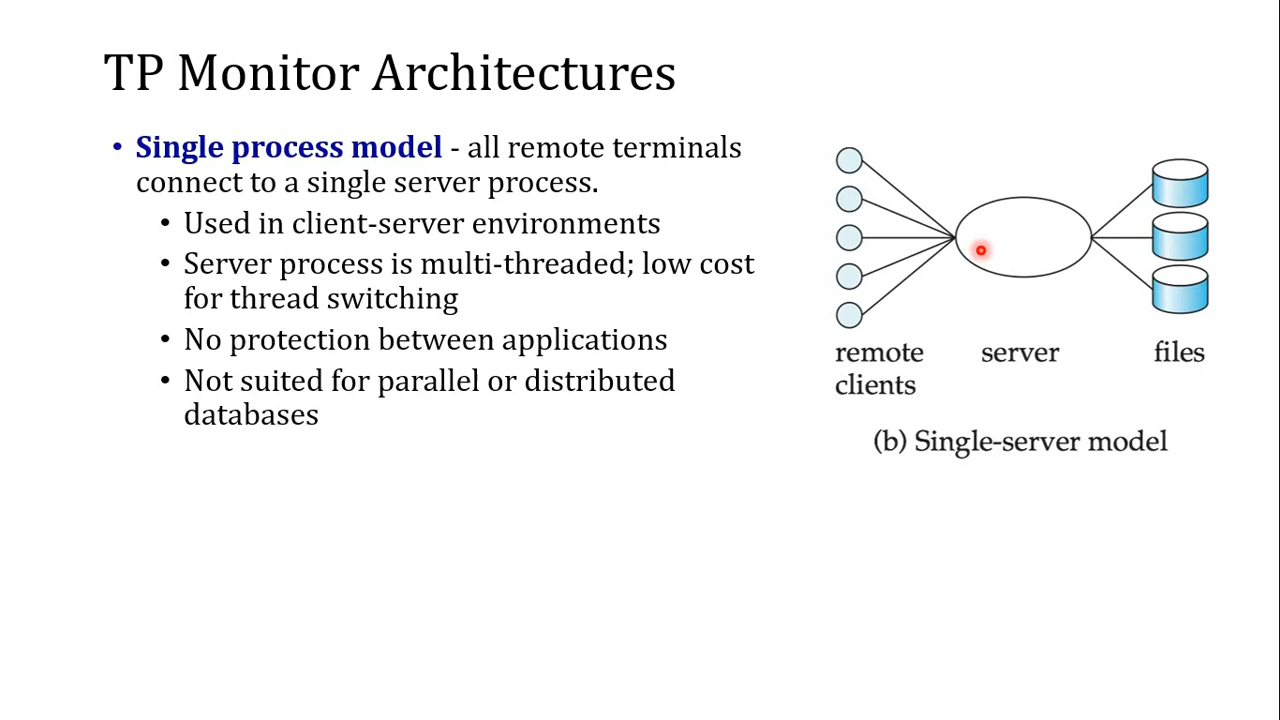 TP Monitor Architectures
• Single process model - all remote terminals
connect to a single server process.
• Used in client-server environments
• Server process is multi-threaded; low cost
for thread switching
• No protection between applications
• Not suited for parallel or distributed
databases
remote
clients
server
files
(b) Single-server model